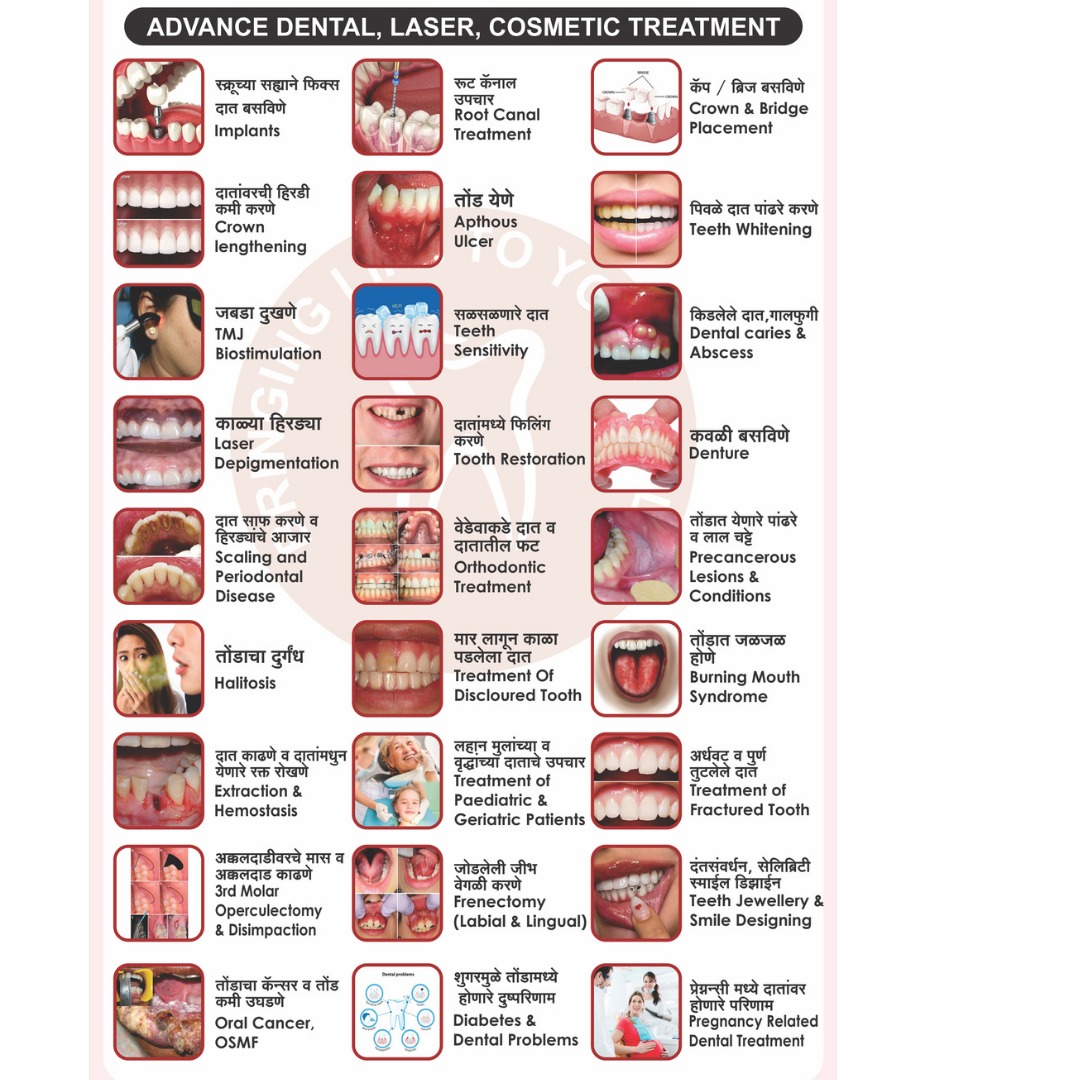 ADVANCE DENTAL, LASER, COSMETIC TREATMENT
स्क्रूच्या सह्याने फिक्स
दात बसविणे
Implants
रूट कॅनाल
उपचार
Root Canal
Treatment
BRIDGE
CROWN
CROWN
कॅप / ब्रिज बसविणे
Crown & Bridge
Placement
दातांवरची हिरडी
कमी करणे
Crown
lengthening
तोंड येणे
Apthous
Ulcer
पिवळे दात पांढरे करणे
Teeth Whitening
जबडा दुखणे
TMJ
Biostimulation
सळसळणारे दात
Teeth
Sensitivity
किडलेले दात,गालफुगी
Dental caries &
Abscess
काळ्या हिरड्या
Laser
Depigmentation
दातांमध्ये फिलिंग
करणे
Tooth Restoration
कवळी बसविणे
Denture
दात साफ करणे व
हिरड्यांचे आजार
Scaling and
Periodontal
Disease
वेडेवाकडे दात व
दातातील फट
Orthodontic
Treatment
तोंडात येणारे पांढरे
व लाल चट्टे
Precancerous
Lesions &
Conditions
तोंडाचा दुर्गंध
Halitosis
मार लागून काळा
पडलेला दात
Treatment Of
Discloured Tooth
तोंडात जळजळ
होणे
Burning Mouth
Syndrome
दात काढणे व दातांमधुन
येणारे रक्त रोखणे
Extraction &
Hemostasis
लहान मुलांच्या व
वृद्धांच्या दाताचे उपचार
Treatment of
Paediatric &
Geriatric Patients
अर्धवट व पुर्ण
तुटलेले दात
Treatment of
Fractured Tooth
अक्कलदाढीवरचे मास व
अक्कलदाड काढणे
3rd Molar
Operculectomy
& Disimpaction
जोडलेली जीभ
वेगळी करणे
Frenectomy
(Labial & Lingual)
दंतसंवर्धन, सेलिब्रिटी
स्माईल डिझाईन
Teeth Jewellery &
Smile Designing
तोंडाचा कॅन्सर व तोंड
कमी उघडणे
Oral Cancer,
OSMF
Dental problems
शुगरमुळे तोंडामध्ये
होणारे दुष्परिणाम
Diabetes &
Dental Problems
प्रेग्नन्सी मध्ये दातांवर
होणारे परिणाम
Pregnancy Related
Dental Treatment